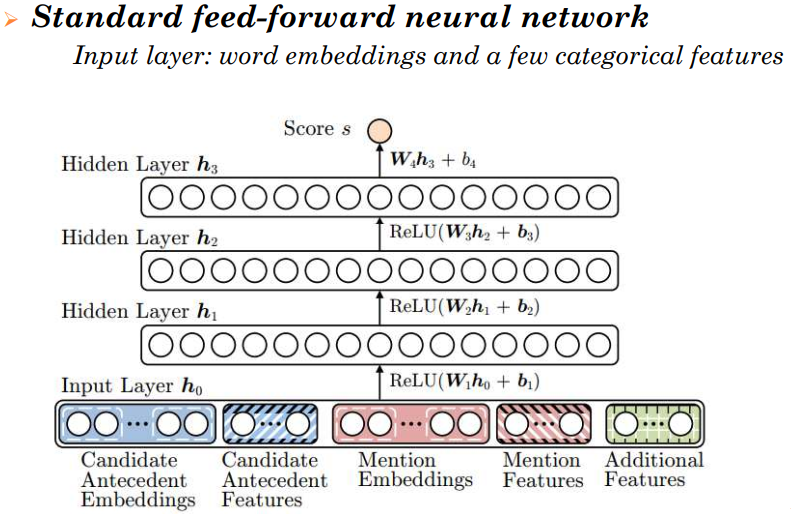 ➢ Standard feed-forward neural network
Input layer: word embeddings and a few categorical features
Score s
W₄h₃ + b₄
Hidden Layer h₃
ReLU(W₃h₂ + b₃)
Hidden Layer h₂
ReLU(W₂h₁ + b₂)
Hidden Layer h₁
ReLU(W₁h₀ + b₁)
Input Layer h₀
Candidate Antecedent Embeddings
Candidate Antecedent Features
Mention Embeddings
Mention Features
Additional Features